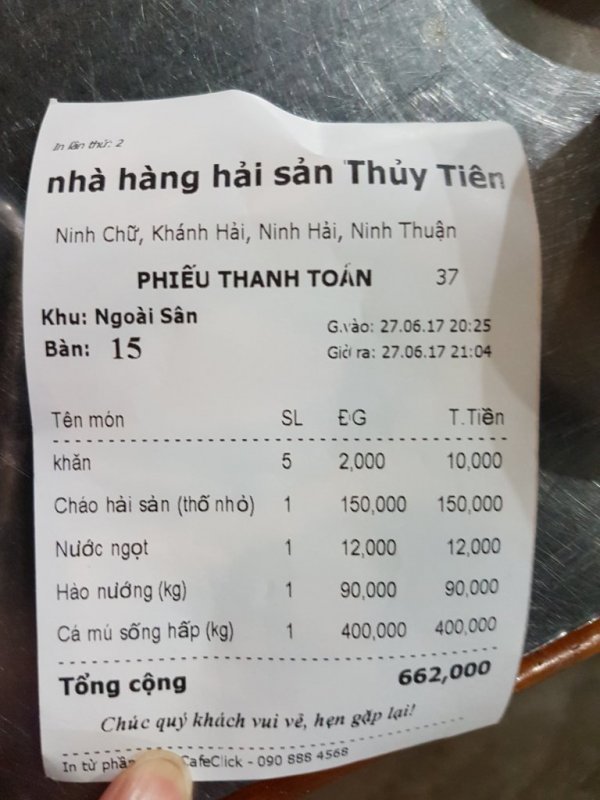 In lần thứ: 2
nhà hàng hải sản Thủy Tiên
Ninh Chữ, Khánh Hải, Ninh Hải, Ninh Thuận
PHIẾU THANH TOÁN 37
Khu: Ngoài Sân G.vào: 27.06.17 20:25
Bàn: 15 Giờ ra: 27.06.17 21:04
Tên món SL ĐG T.Tiền
khăn 5 2,000 10,000
Cháo hải sản (thố nhỏ) 1 150,000 150,000
Nước ngọt 1 12,000 12,000
Hào nướng (kg) 1 90,000 90,000
Cá mú sống hấp (kg) 1 400,000 400,000
Tổng cộng 662,000
Chúc quý khách vui vẻ, hẹn gặp lại!
In từ CafeClick - 090 888 4568